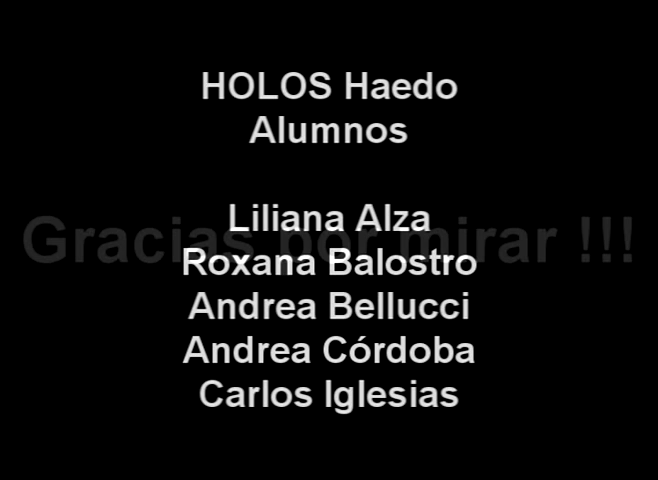 HOLOS Haedo
Alumnos
Liliana Alza
Gracias por mirar !!!
Roxana Balostro
Andrea Bellucci
Andrea Córdoba
Carlos Iglesias